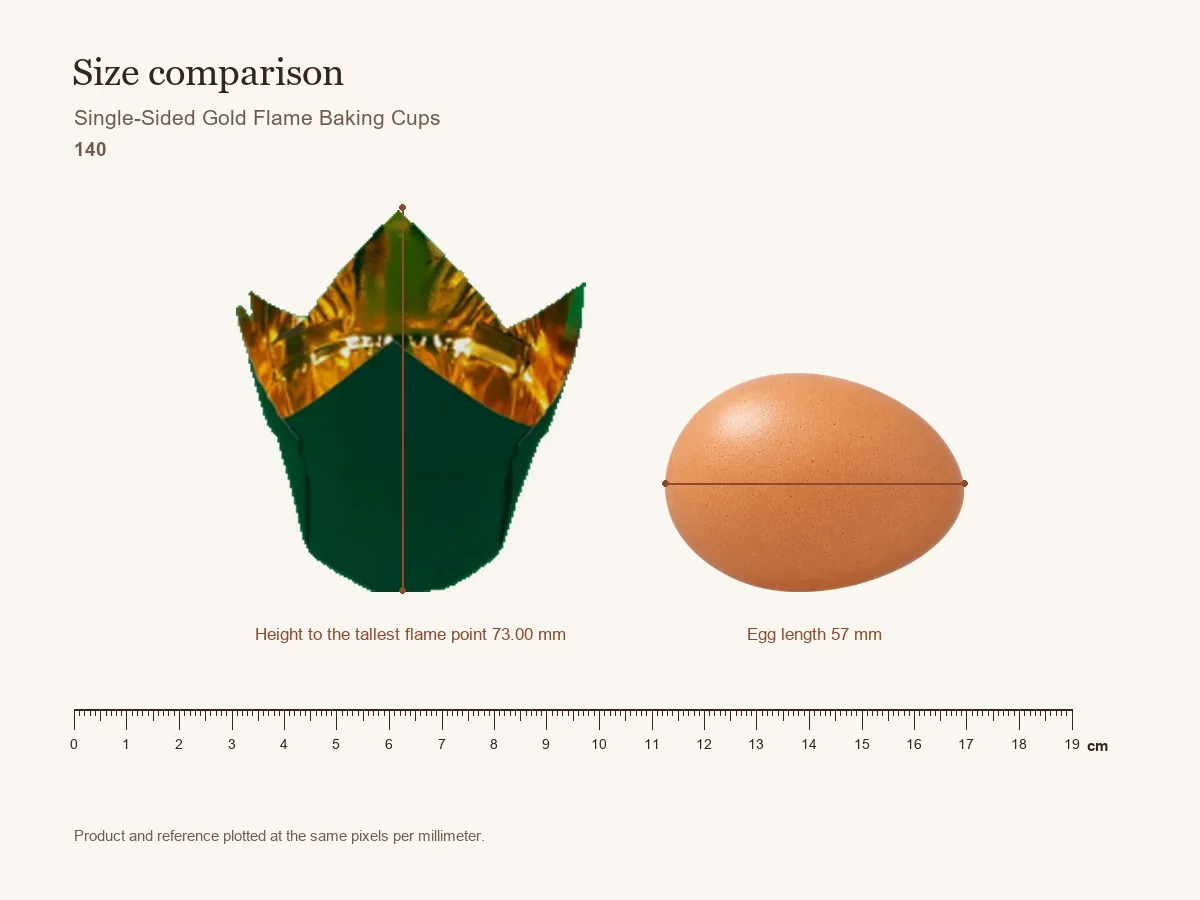 Size comparison
Single-Sided Gold Flame Baking Cups
140
Height to the tallest flame point 73.00 mm
Egg length 57 mm
0 1 2 3 4 5 6 7 8 9 10 11 12 13 14 15 16 17 18 19 cm
Product and reference plotted at the same pixels per millimeter.